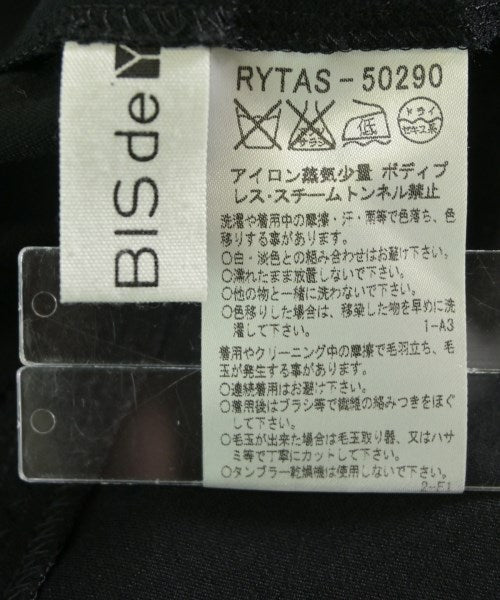 BIS de Y
RYTAS-50290
エンソ
サラシ
低
ドライ
セキユ系
アイロン蒸気少量 ボディプ
レス・スチームトンネル禁止
洗濯や着用中の摩擦・汗・雨等で色落ち、色
移りする事があります。
○白・淡色との組み合わせはお避け下さい。
○濡れたまま放置しないで下さい。
○他の物と一緒に洗わないで下さい。
○色移りした場合は、移染した物を早めに洗
濯して下さい。
1-A3
着用やクリーニング中の摩擦で毛羽立ち、毛
玉が発生する事があります。
○連続着用はお避け下さい。
○着用後はブラシ等で繊維の絡みつきをほぐ
して下さい。
○毛玉が出来た場合は毛玉取り器、又はハサ
ミ等で丁寧にカットして下さい。
○タンブラー乾燥機は使用しないで下さい。
2-F1